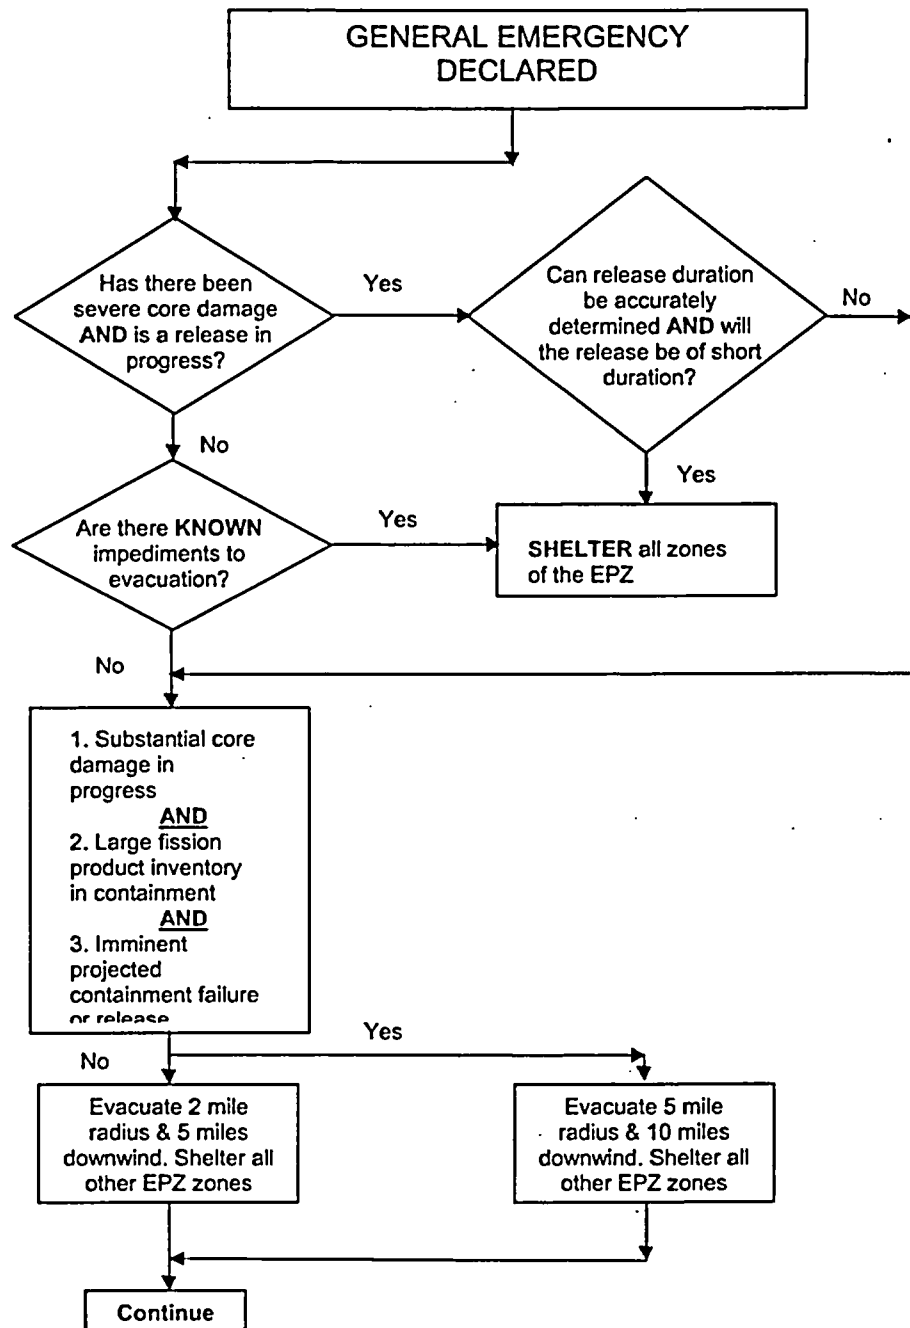 GENERAL EMERGENCY
DECLARED
Has there been
severe core damage
AND is a release in
progress?
Yes
Can release duration
be accurately
determined AND will
the release be of short
duration?
No
No
Yes
Are there KNOWN
impediments to
evacuation?
Yes
SHELTER all zones
of the EPZ
No
1. Substantial core
damage in
progress
AND
2. Large fission
product inventory
in containment
AND
3. Imminent
projected
containment failure
or release
Yes
No
Evacuate 2 mile
radius & 5 miles
downwind. Shelter all
other EPZ zones
Evacuate 5 mile
radius & 10 miles
downwind. Shelter all
other EPZ zones
Continue